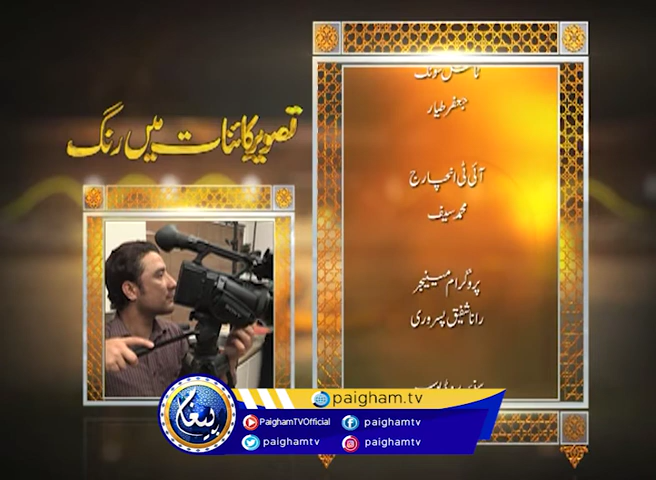 تصویرِ کائنات میں رنگ
جعفر طیار
آئی ٹی انچارج
محمد سیف
پروگرام مینیجر
رانا شفیق پسروری
پیغام
paigham.tv
PaighamTVOfficial
paighamtv
paighamtv
paighamtv